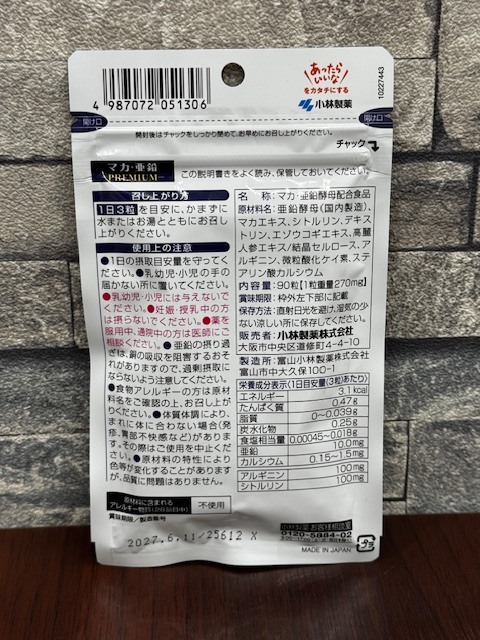 4 987072 051306
あったらいいな
をカタチにする
小林製薬
10227443
開け口
開け口
開封後はチャックをしっかり閉めて、お早めにお召し上がりください。
チャック
マカ・亜鉛
PREMIUM
この説明書きをよく読み、保管しておいてください。
召し上がり方
1日3粒を目安に、かまずに
水またはお湯とともにお召し
上がりください。
使用上の注意
●1日の摂取目安量を守ってく
ださい。●乳幼児・小児の手の
届かない所に置いてください。
●乳幼児・小児には与えないで
ください。●妊娠・授乳中の方
は摂らないでください。●薬を
服用中、通院中の方は医師にご
相談ください。●亜鉛の摂り過
ぎは、銅の吸収を阻害するおそ
れがありますので、過剰摂取に
ならないよう注意してください。
●食物アレルギーの方は原材
料名をご確認の上、お召し上が
りください。●体質体調により、
まれに体に合わない場合(発
疹、胃部不快感など)がありま
す。その際はご使用を中止くだ
さい。●原材料の特性により
色等が変化することがあります
が、品質に問題はありません。
原材料に含まれる
アレルギー物質(28品目中)
不使用
賞味期限/製造番号
2027.6.11/25612 X
名称:マカ・亜鉛酵母配合食品
原材料名:亜鉛酵母(国内製造)、
マカエキス、シトルリン、デキス
トリン、エゾウコギエキス、高麗
人参エキス/結晶セルロース、ア
ルギニン、微粒酸化ケイ素、ステ
アリン酸カルシウム
内容量:90粒[1粒重量270mg]
賞味期限:枠外左下部に記載
保存方法:直射日光を避け、湿気の少
ない涼しい所に保存してください。
販売者:小林製薬株式会社
大阪市中央区道修町4-4-10
製造所:富山小林製薬株式会社
富山市中大久保100-1
栄養成分表示(1日目安量(3粒)あたり)
エネルギー 3.1kcal
たんぱく質 0.47g
脂質 0~0.039g
炭水化物 0.25g
食塩相当量 0.00045~0.018g
亜鉛 10.0mg
カルシウム 0.15~1.5mg
アルギニン 100mg
シトルリン 100mg
小林製薬 お客様相談室
0120-5884-02
MADE IN JAPAN
プラ